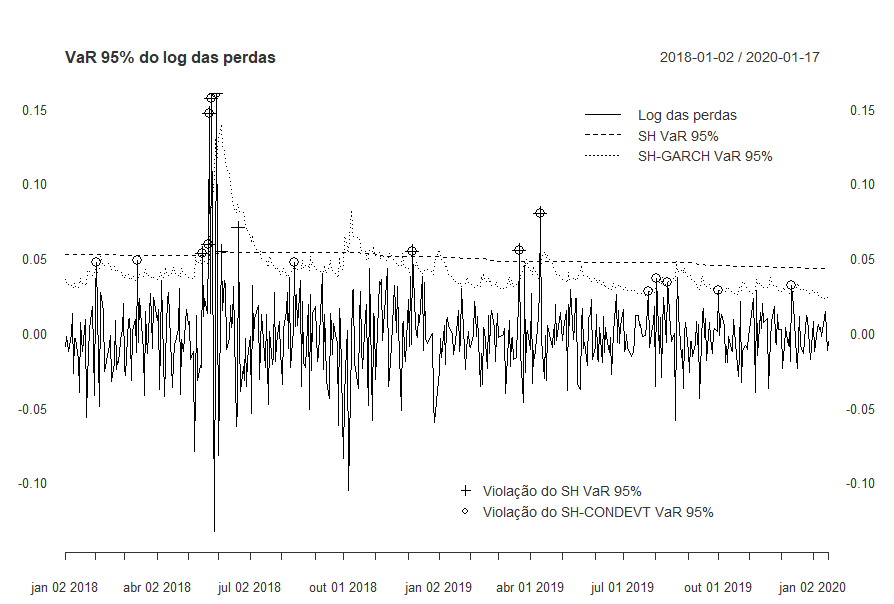 VaR 95% do log das perdas
2018-01-02 / 2020-01-17
0.15
0.15
Log das perdas
SH VaR 95%
SH-GARCH VaR 95%
0.10
0.10
0.05
0.05
0.00
0.00
-0.05
-0.05
-0.10
-0.10
Violação do SH VaR 95%
Violação do SH-CONDEVT VaR 95%
jan 02 2018
abr 02 2018
jul 02 2018
out 01 2018
jan 02 2019
abr 01 2019
jul 01 2019
out 01 2019
jan 02 2020